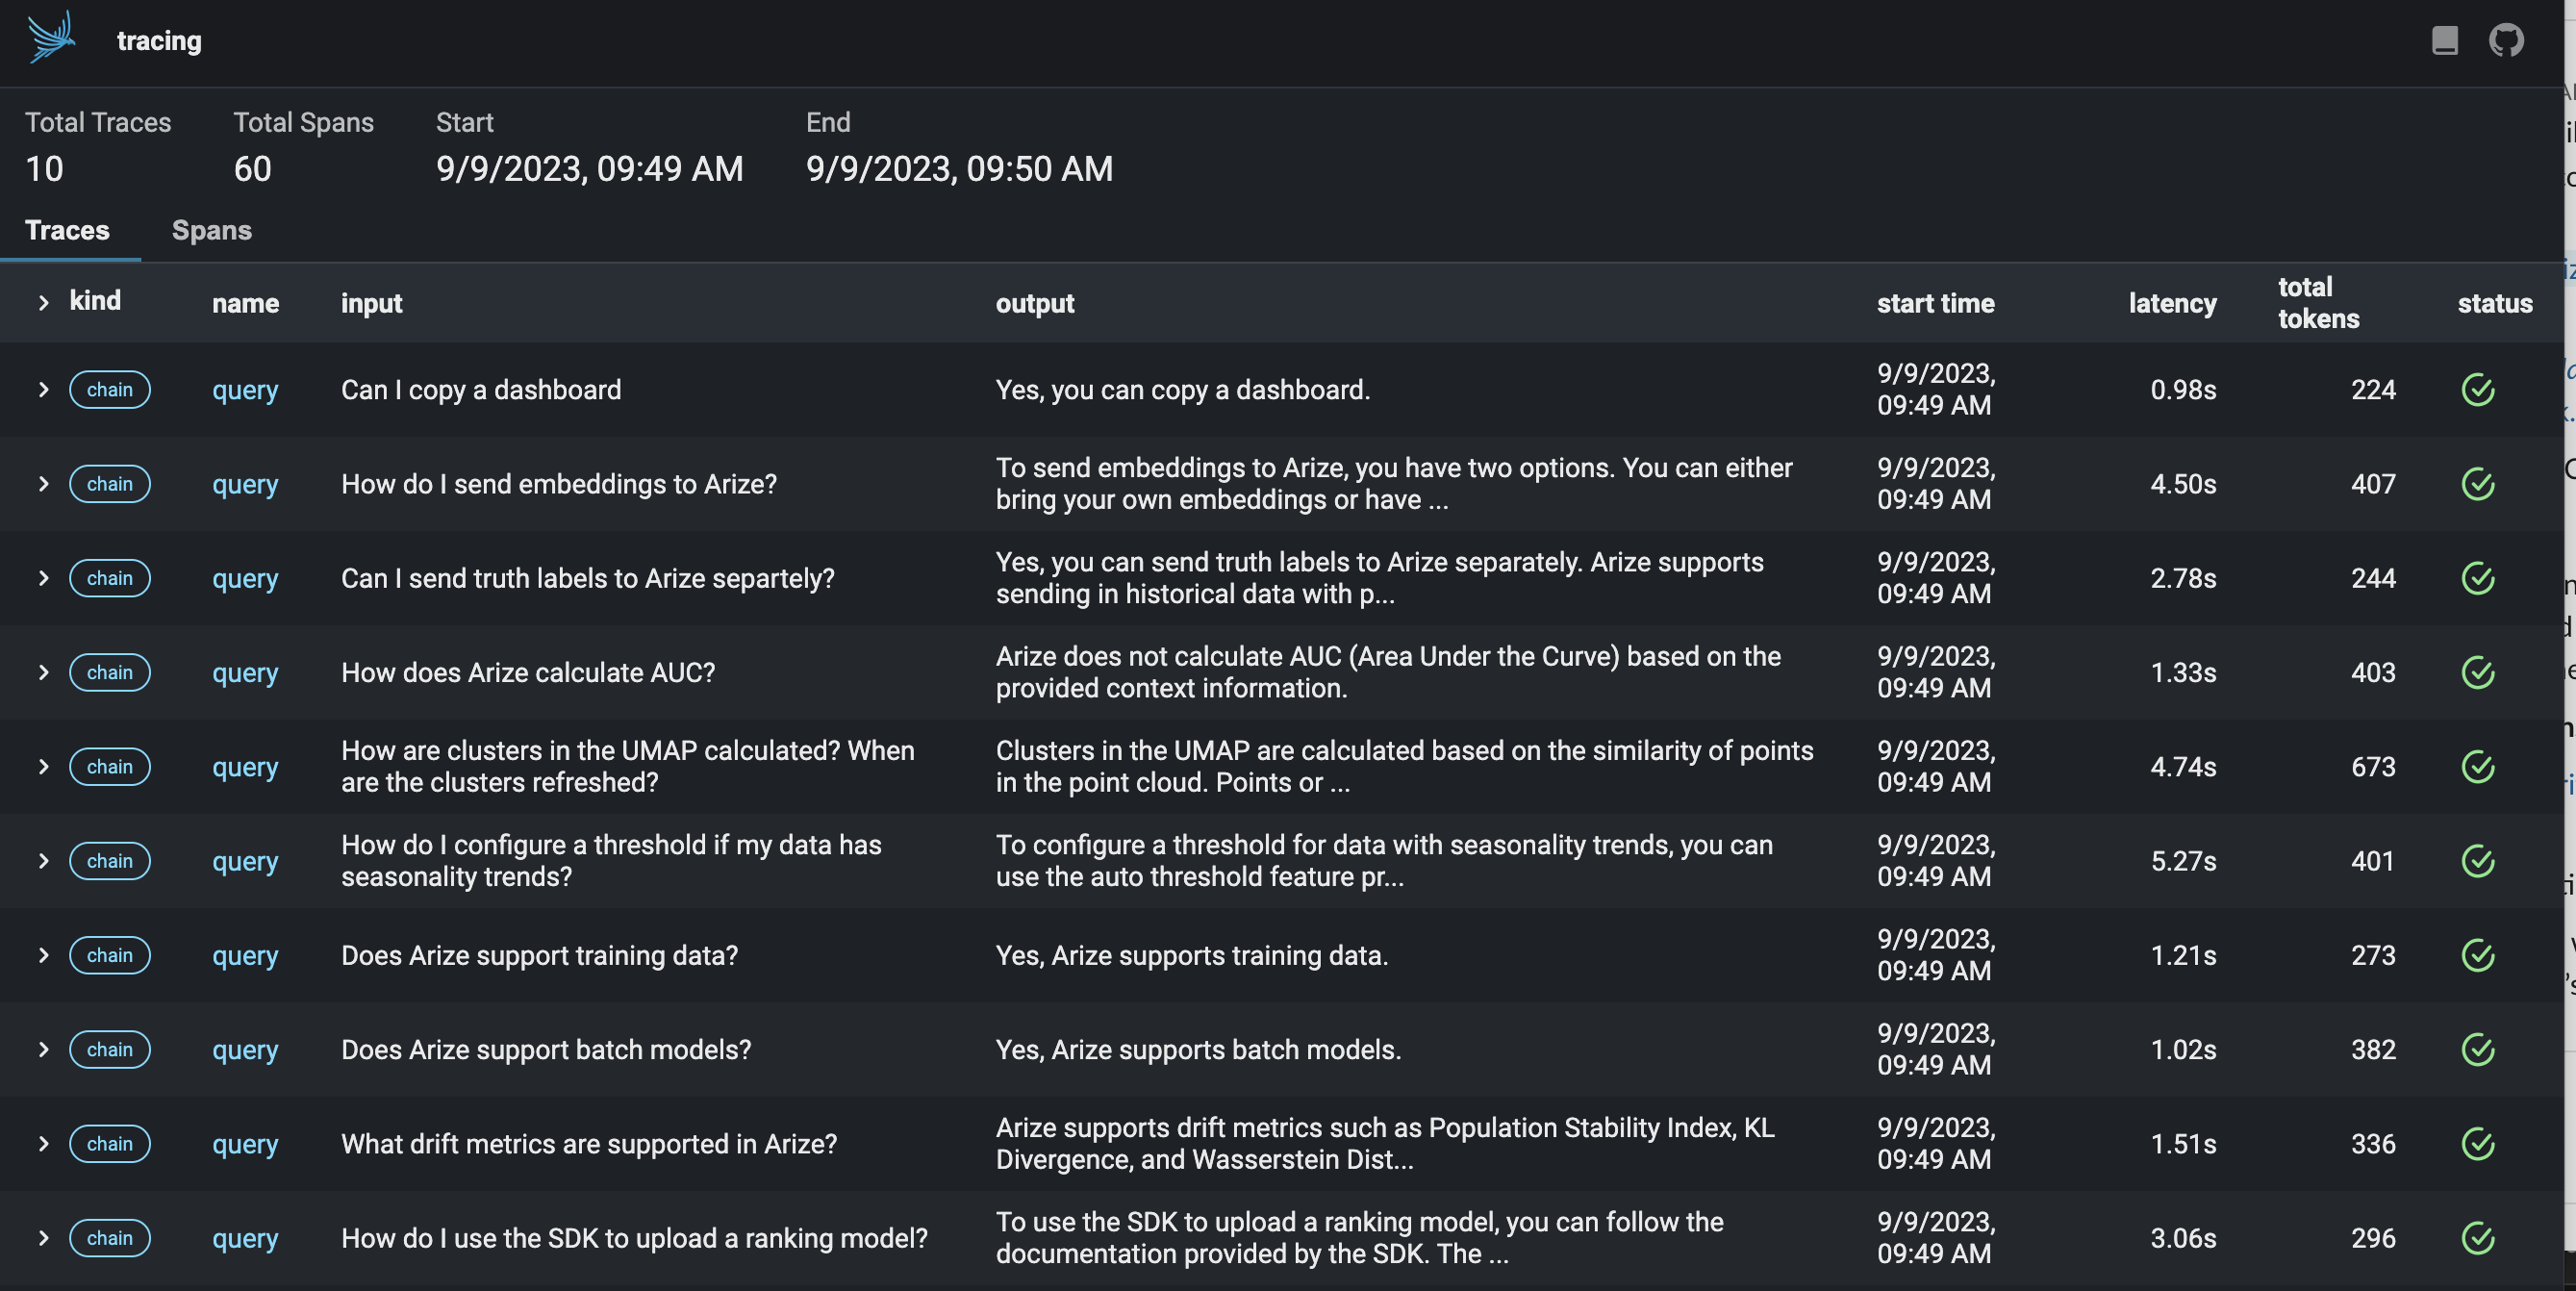 tracing
Total Traces
Total Spans
Start
End
10
60
9/9/2023, 09:49 AM
9/9/2023, 09:50 AM
Traces
Spans
kind
name
input
output
start time
latency
total
tokens
status
chain
query
Can I copy a dashboard
Yes, you can copy a dashboard.
9/9/2023,
09:49 AM
0.98s
224
chain
query
How do I send embeddings to Arize?
To send embeddings to Arize, you have two options. You can either
bring your own embeddings or have ...
9/9/2023,
09:49 AM
4.50s
407
chain
query
Can I send truth labels to Arize separtely?
Yes, you can send truth labels to Arize separately. Arize supports
sending in historical data with p...
9/9/2023,
09:49 AM
2.78s
244
chain
query
How does Arize calculate AUC?
Arize does not calculate AUC (Area Under the Curve) based on the
provided context information.
9/9/2023,
09:49 AM
1.33s
403
chain
query
How are clusters in the UMAP calculated? When
are the clusters refreshed?
Clusters in the UMAP are calculated based on the similarity of points
in the point cloud. Points or ...
9/9/2023,
09:49 AM
4.74s
673
chain
query
How do I configure a threshold if my data has
seasonality trends?
To configure a threshold for data with seasonality trends, you can
use the auto threshold feature pr...
9/9/2023,
09:49 AM
5.27s
401
chain
query
Does Arize support training data?
Yes, Arize supports training data.
9/9/2023,
09:49 AM
1.21s
273
chain
query
Does Arize support batch models?
Yes, Arize supports batch models.
9/9/2023,
09:49 AM
1.02s
382
chain
query
What drift metrics are supported in Arize?
Arize supports drift metrics such as Population Stability Index, KL
Divergence, and Wasserstein Dist...
9/9/2023,
09:49 AM
1.51s
336
chain
query
How do I use the SDK to upload a ranking model?
To use the SDK to upload a ranking model, you can follow the
documentation provided by the SDK. The ...
9/9/2023,
09:49 AM
3.06s
296